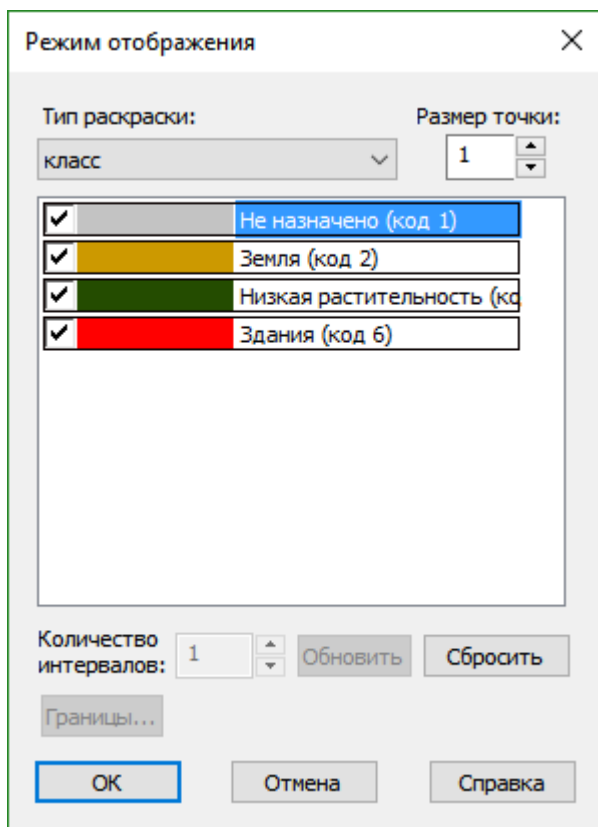 Режим отображения
Тип раскраски:
Размер точки:
класс
1
Не назначено (код 1)
Земля (код 2)
Низкая растительность (кс
Здания (код 6)
Количество
интервалов:
1
Обновить
Сбросить
Границы...
ОК
Отмена
Справка